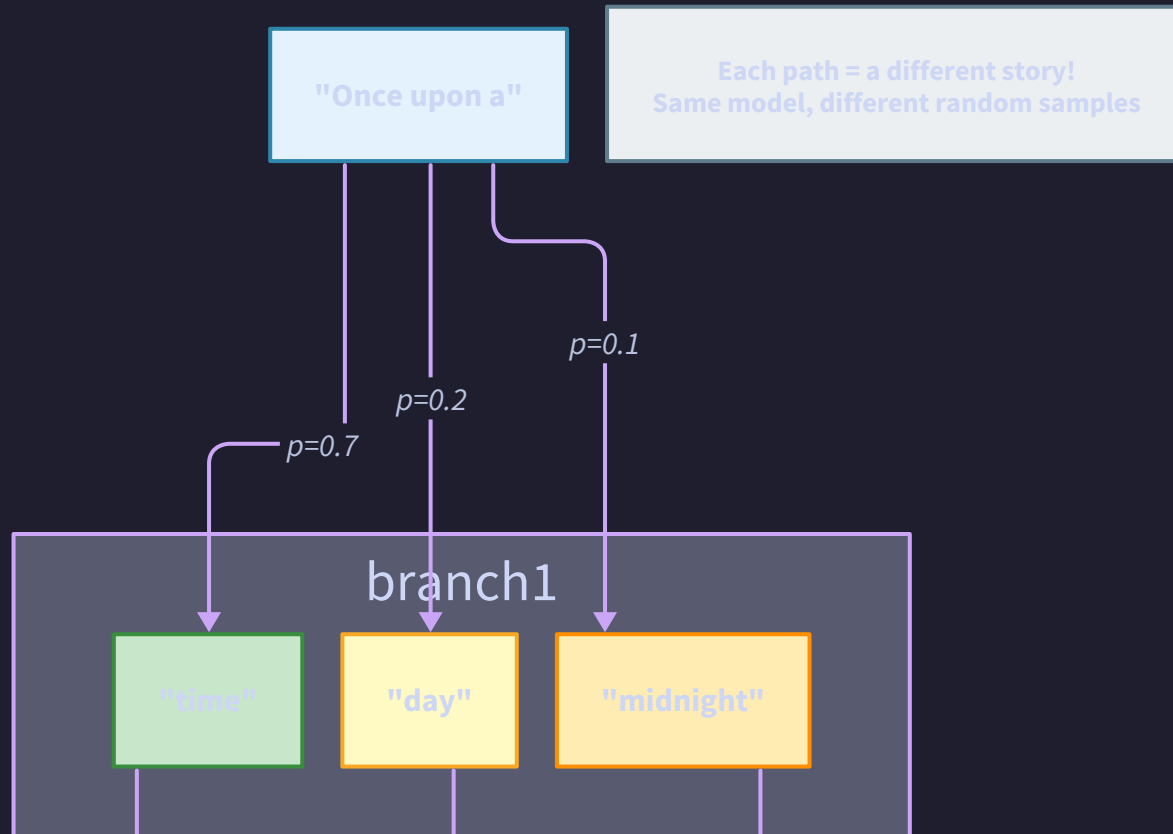 "Once upon a"
Each path = a different story!
Same model, different random samples
p=0.1
p=0.2
p=0.7
branch1
"time"
"day"
"midnight"